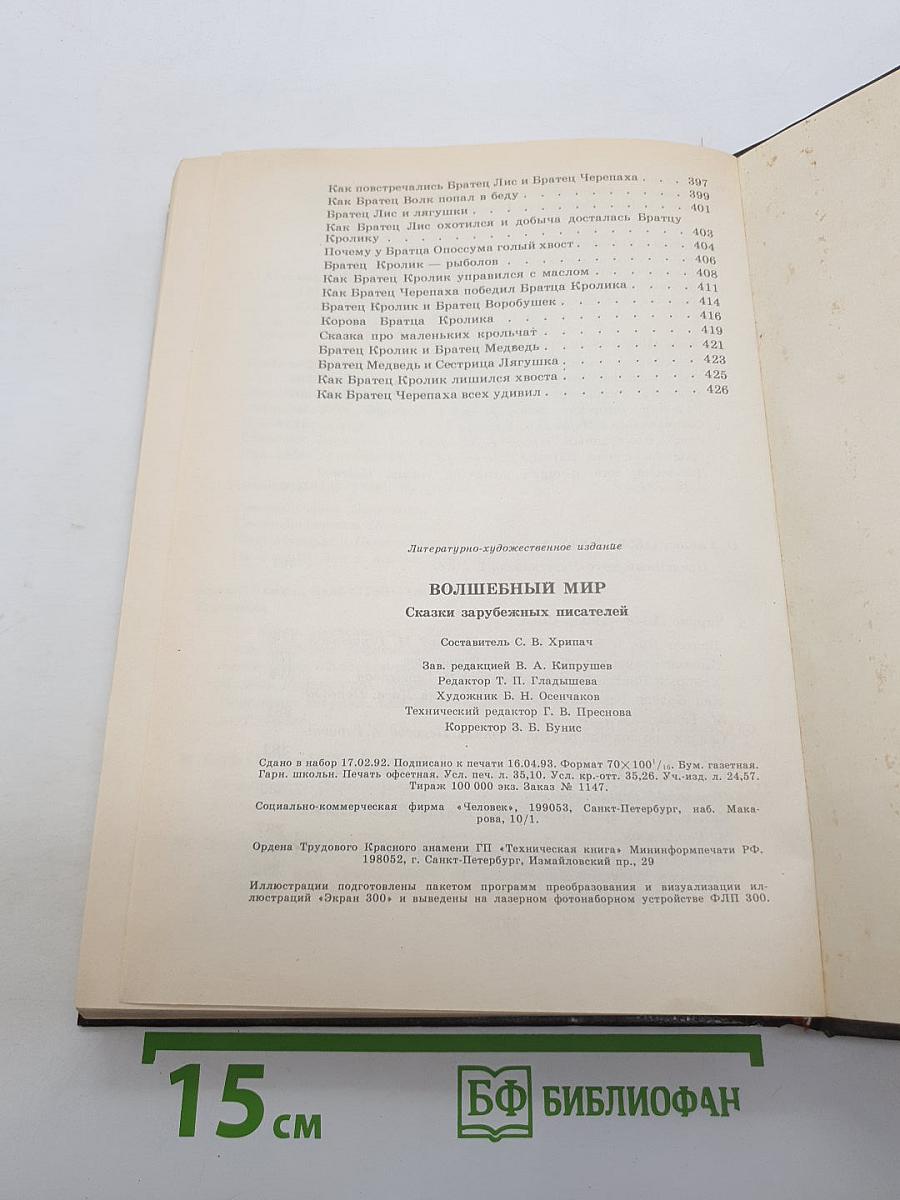 Как повстречались Братец Лис и Братец Черепаха . . . 397
Как Братец Волк попал в беду . . . . . . . . . 399
Братец Лис и лягушки . . . . . . . . . . . . 401
Как Братец Лис охотился и добыча досталась Братцу
Кролику . . . . . . . . . . . . . . . . . 403
Почему у Братца Опоссума голый хвост . . . . . . 404
Братец Кролик — рыболов . . . . . . . . . . 406
Как Братец Кролик управился с маслом . . . . . 408
Как Братец Черепаха победил Братца Кролика . . . . 411
Братец Кролик и Братец Воробушек . . . . . . . 414
Корова Братца Кролика . . . . . . . . . . 416
Сказка про маленьких крольчат . . . . . . . . 419
Братец Кролик и Братец Медведь . . . . . . . . 421
Братец Медведь и Сестрица Лягушка . . . . . . . 423
Как Братец Кролик лишился хвоста . . . . . . . 425
Как Братец Черепаха всех удивил . . . . . . . . 426
Литературно-художественное издание
ВОЛШЕБНЫЙ МИР
Сказки зарубежных писателей
Составитель С. В. Хрипач
Зав. редакцией В. А. Кипрушев
Редактор Т. П. Гладышева
Художник Б. Н. Осенчаков
Технический редактор Г. В. Преснова
Корректор З. Б. Бунис
Сдано в набор 17.02.92. Подписано к печати 16.04.93. Формат 70×100¹/₁₆. Бум. газетная.
Гарн. школьн. Печать офсетная. Усл. печ. л. 35,10. Усл. кр.-отт. 35,26. Уч.-изд. л. 24,57.
Тираж 100 000 экз. Заказ № 1147.
Социально-коммерческая фирма «Человек», 199053, Санкт-Петербург, наб. Мака-
рова, 10/1.
Ордена Трудового Красного знамени ГП «Техническая книга» Мининформпечати РФ.
198052, г. Санкт-Петербург, Измайловский пр., 29
Иллюстрации подготовлены пакетом программ преобразования и визуализации ил-
люстраций «Экран 300» и выведены на лазерном фотонаборном устройстве ФЛП 300.
15 см
БФ БИБЛИОФАН